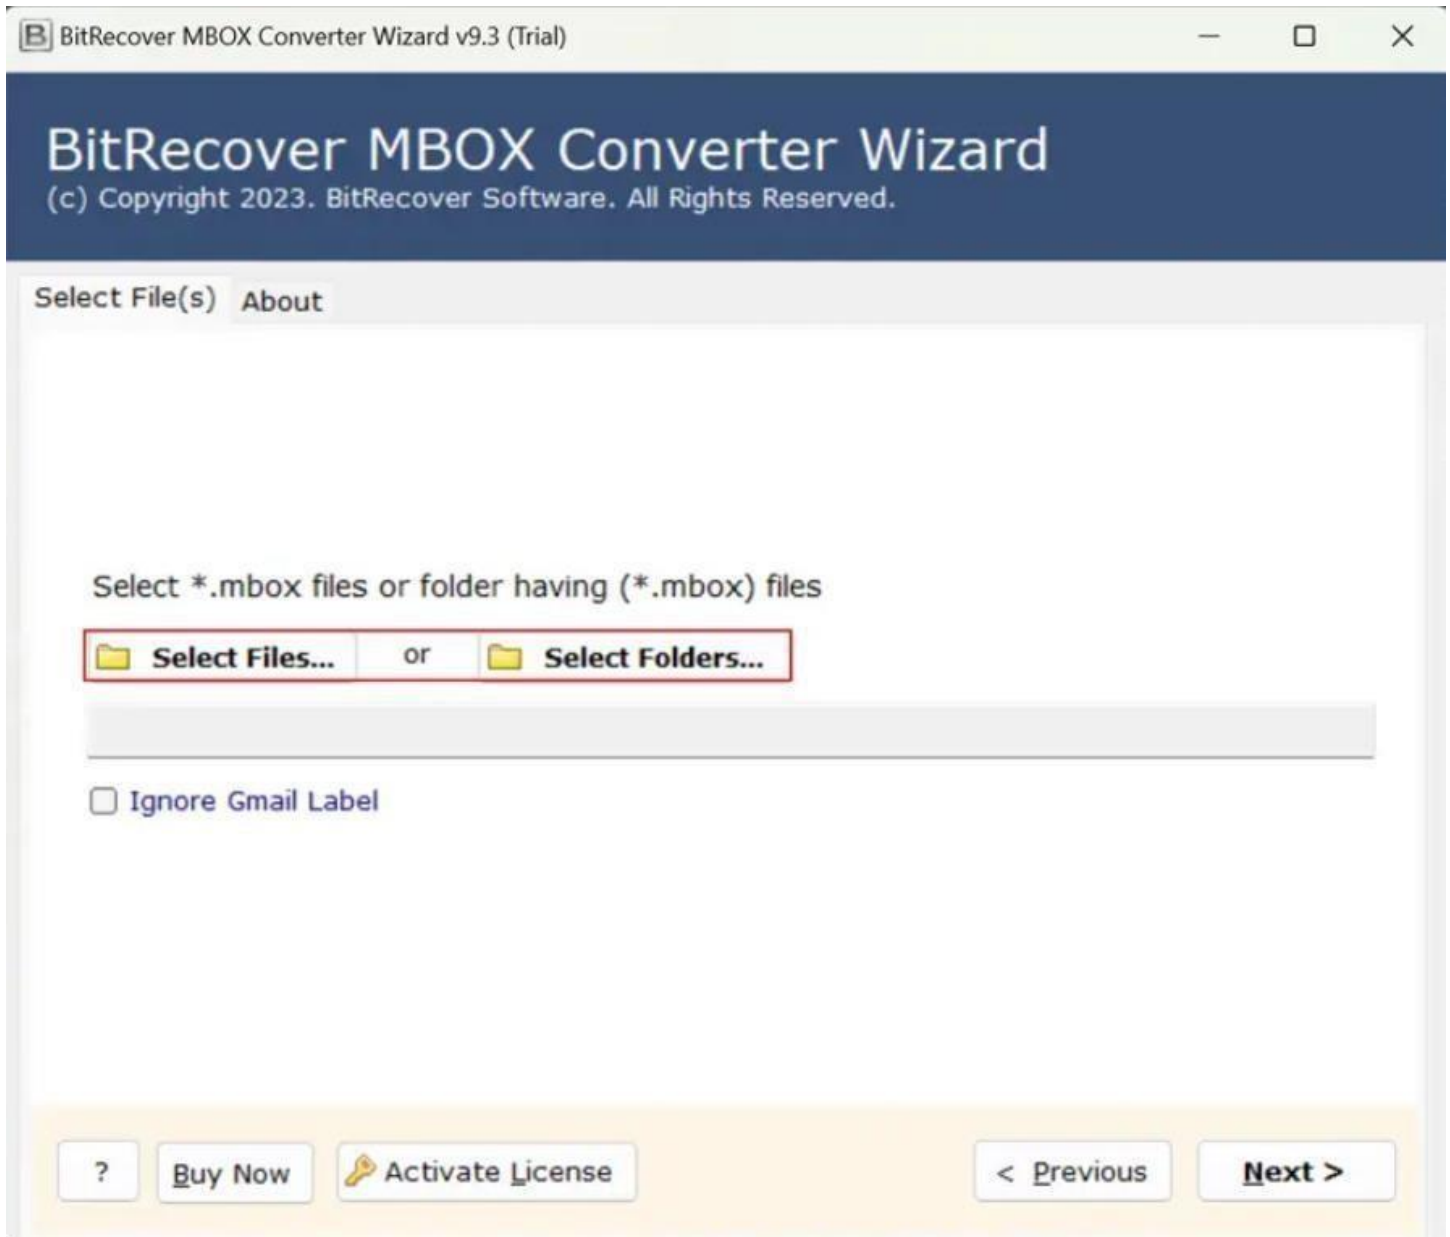 BitRecover MBOX Converter Wizard v9.3 (Trial)
BitRecover MBOX Converter Wizard
(c) Copyright 2023. BitRecover Software. All Rights Reserved.
Select File(s) About
Select *.mbox files or folder having (*.mbox) files
Select Files... or Select Folders...
Ignore Gmail Label
? Buy Now Activate License < Previous Next >